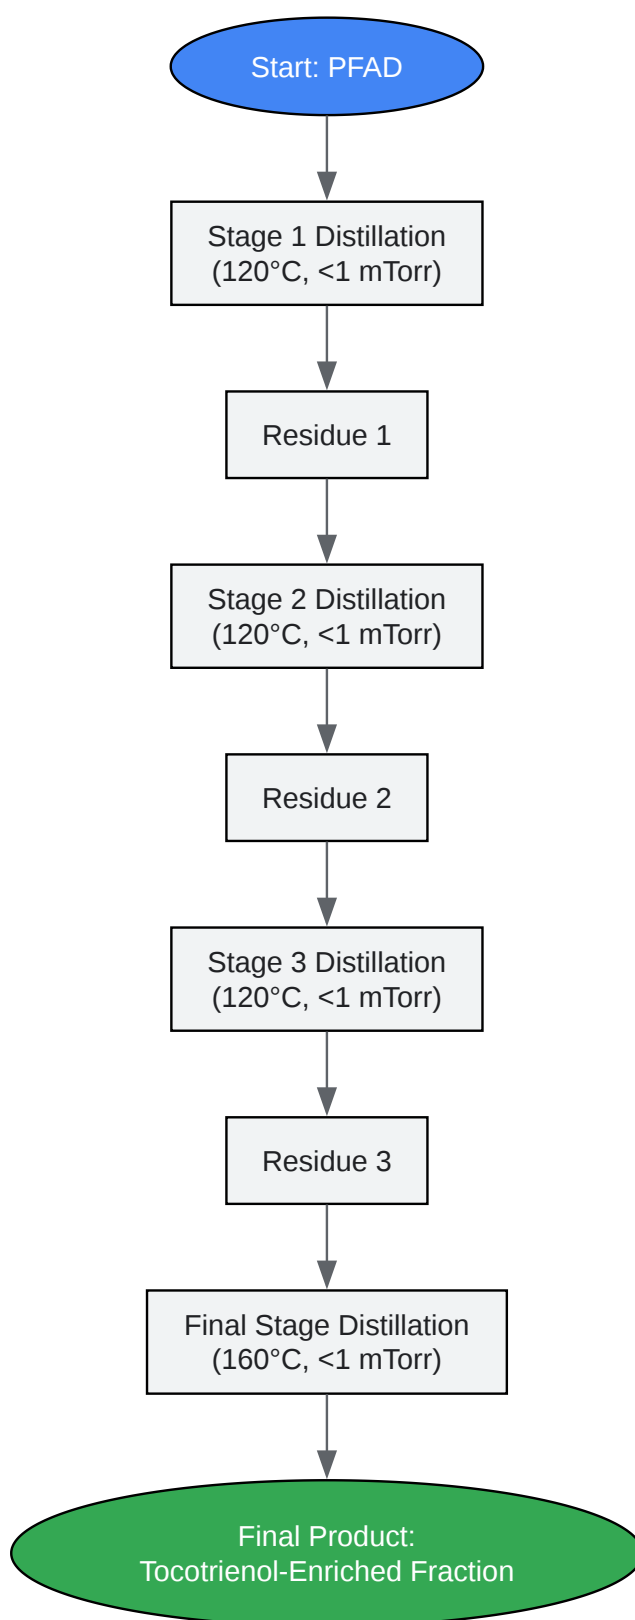 Start: PFAD
Stage 1 Distillation
(120°C, <1 mTorr)
Residue 1
Stage 2 Distillation
(120°C, <1 mTorr)
Residue 2
Stage 3 Distillation
(120°C, <1 mTorr)
Residue 3
Final Stage Distillation
(160°C, <1 mTorr)
Final Product:
Tocotrienol-Enriched Fraction